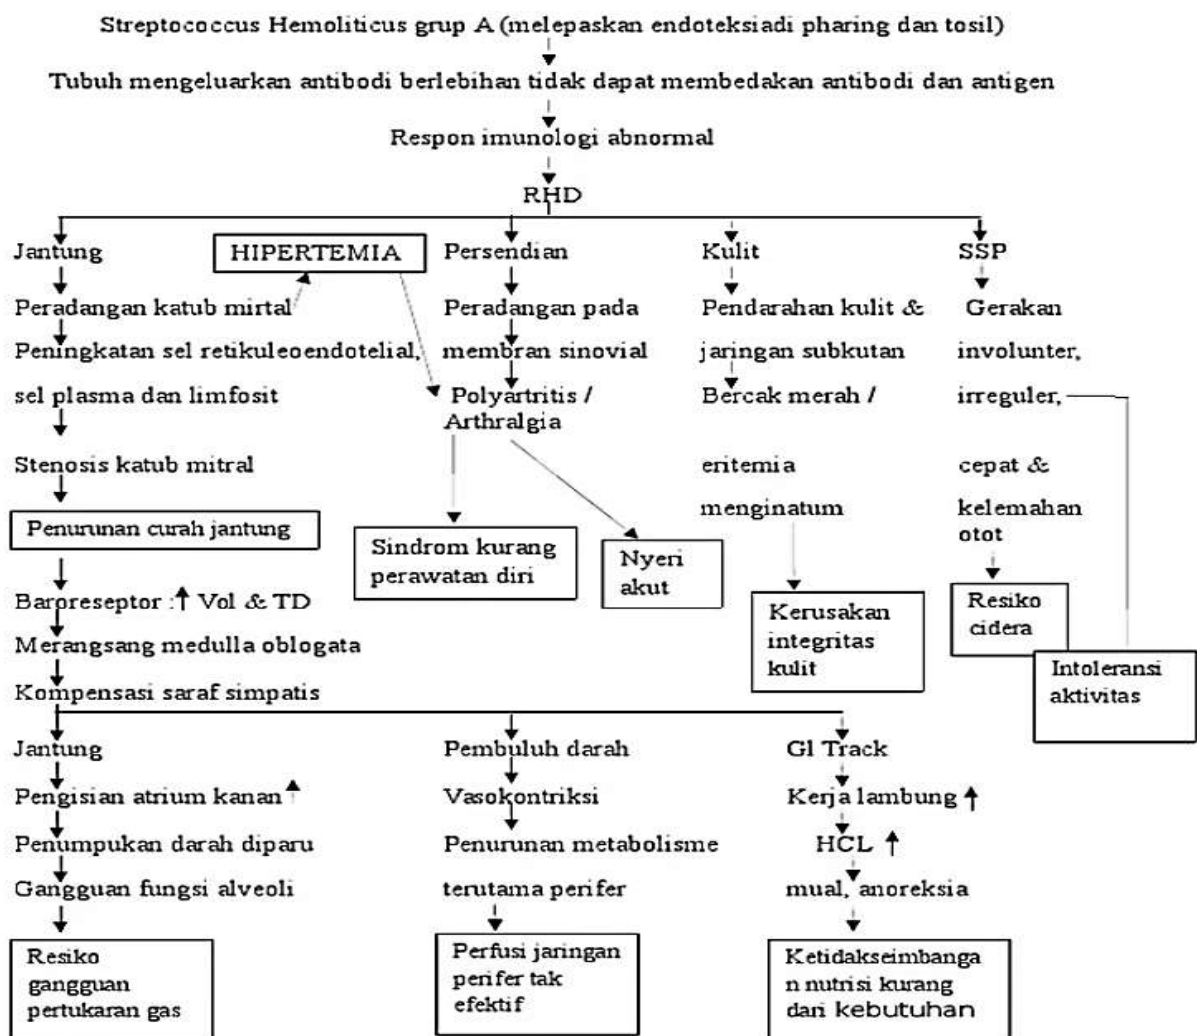 Streptococcus Hemoliticus grup A (melepaskan endoteksiadi pharing dan tosil)
Tubuh mengeluarkan antibodi berlebihan tidak dapat membedakan antibodi dan antigen
Respon imunologi abnormal
RHD
Jantung
HIPERTEMIA
Persendian
Kulit
SSP
Peradangan katub mirtal
Peradangan pada
Pendarahan kulit &
Gerakan
Peningkatan sel retikuleoendotelial,
membran sinovial
jaringan subkutan
involunter,
sel plasma dan limfosit
Polyartritis /
Arthralgia
Bercak merah /
irreguler,
Stenosis katub mitral
eritemia
cepat &
Penurunan curah jantung
menginatum
kelemahan
otot
Sindrom kurang
perawatan diri
Nyeri
akut
Baroreseptor :↑ Vol & TD
Kerusakan
integritas
kulit
Resiko
cidera
Merangsang medulla oblogata
Intoleransi
aktivitas
Kompensasi saraf simpatis
Jantung
Pembuluh darah
Gl Track
Pengisian atrium kanan ↑
Vasokontriksi
Kerja lambung ↑
Penumpukan darah diparu
Penurunan metabolisme
HCL ↑
Gangguan fungsi alveoli
terutama perifer
mual, anoreksia
Resiko
gangguan
pertukaran gas
Perfusi jaringan
perifer tak
efektif
Ketidakseimbanga
n nutrisi kurang
dari kebutuhan